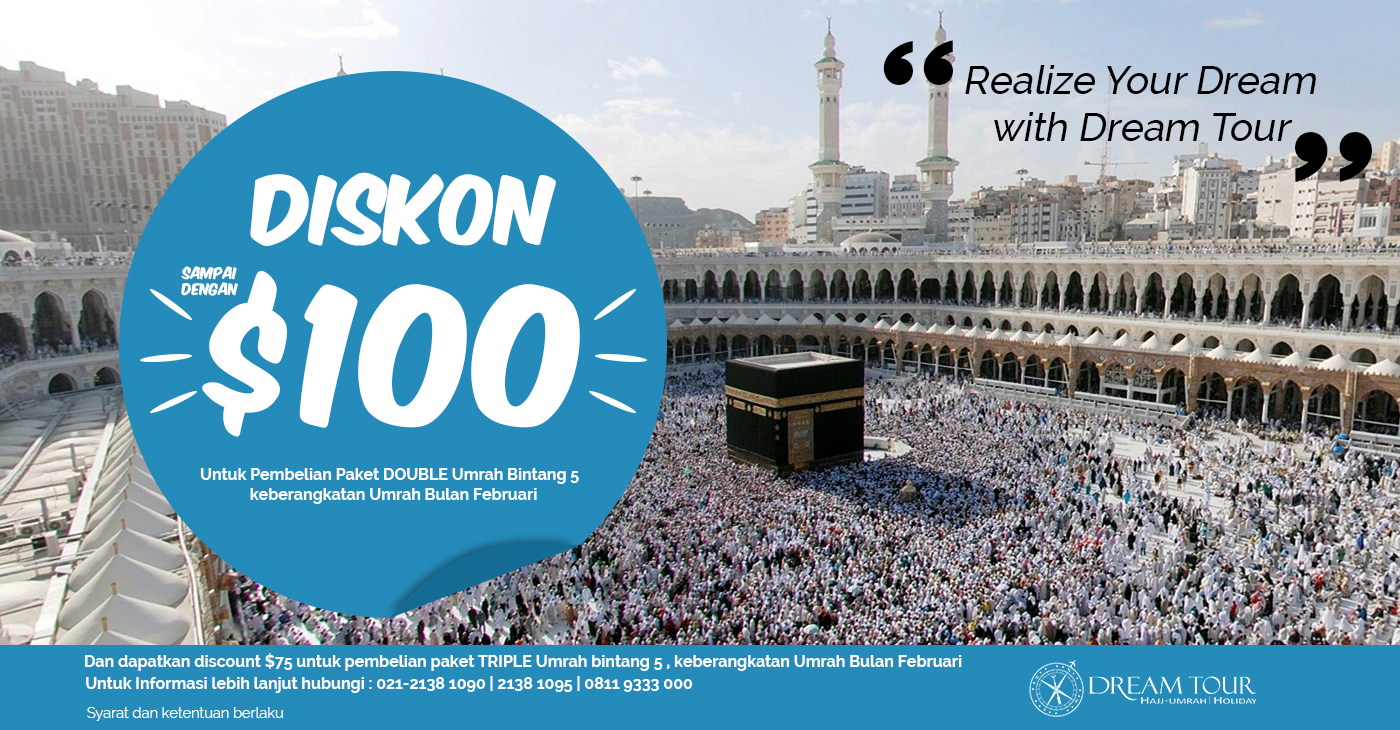 “ Realize Your Dream
with Dream Tour ”
DISKON
SAMPAI
DENGAN
$100
Untuk Pembelian Paket DOUBLE Umrah Bintang 5
keberangkatan Umrah Bulan Februari
Dan dapatkan discount $75 untuk pembelian paket TRIPLE Umrah bintang 5 , keberangkatan Umrah Bulan Februari
Untuk Informasi lebih lanjut hubungi : 021-2138 1090 | 2138 1095 | 0811 9333 000
Syarat dan ketentuan berlaku
DREAM TOUR
HAJJ-UMRAH | HOLIDAY